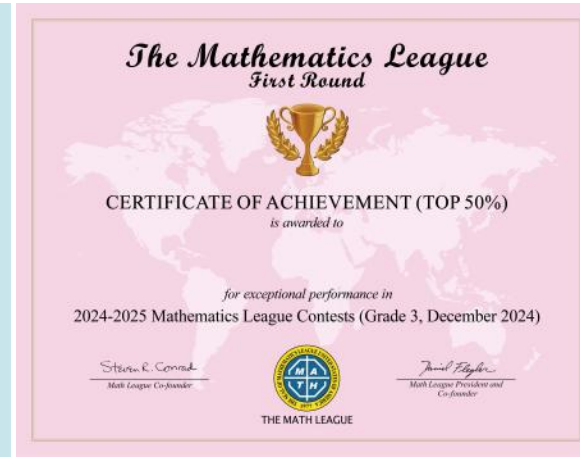 The Mathematics League
First Round
CERTIFICATE OF ACHIEVEMENT (TOP 50%)
is awarded to
for exceptional performance in
2024-2025 Mathematics League Contests (Grade 3, December 2024)
Steven R. Conrad
Math League Co-founder
M A
T H
Daniel Flegler
Math League President and
Co-founder
THE MATH LEAGUE